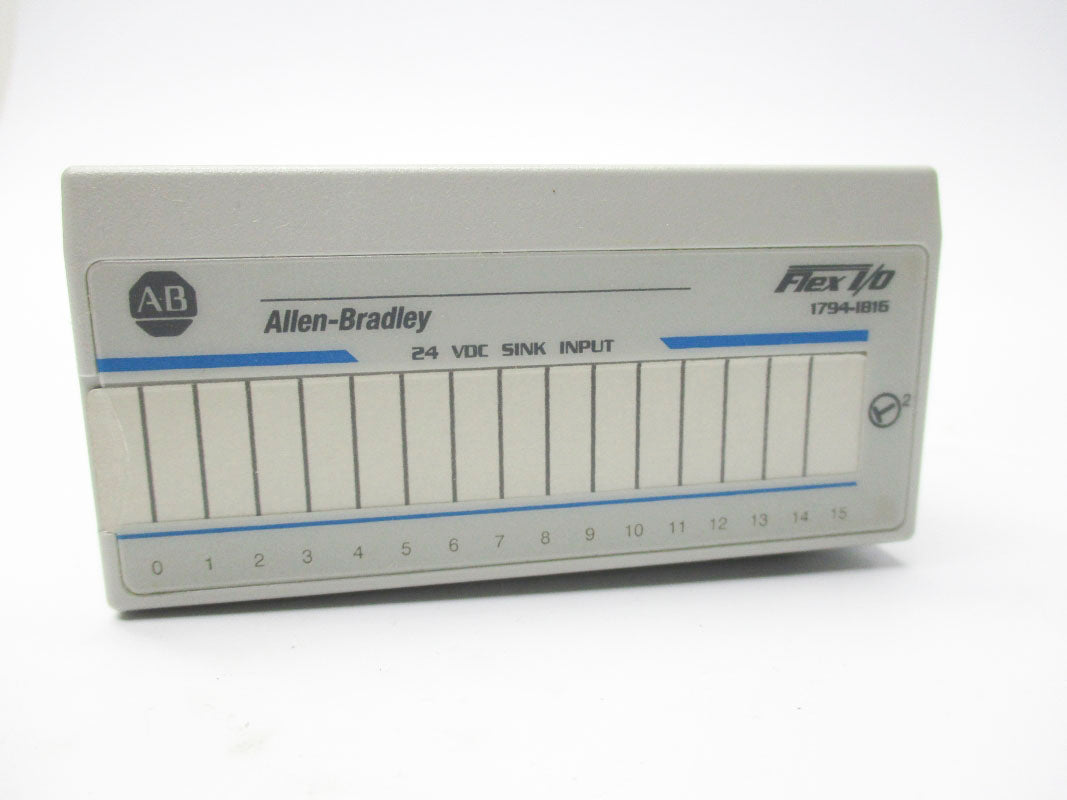 AB
Allen-Bradley
Flex I/O
1794-IB16
24 VDC SINK INPUT
2
0 1 2 3 4 5 6 7 8 9 10 11 12 13 14 15